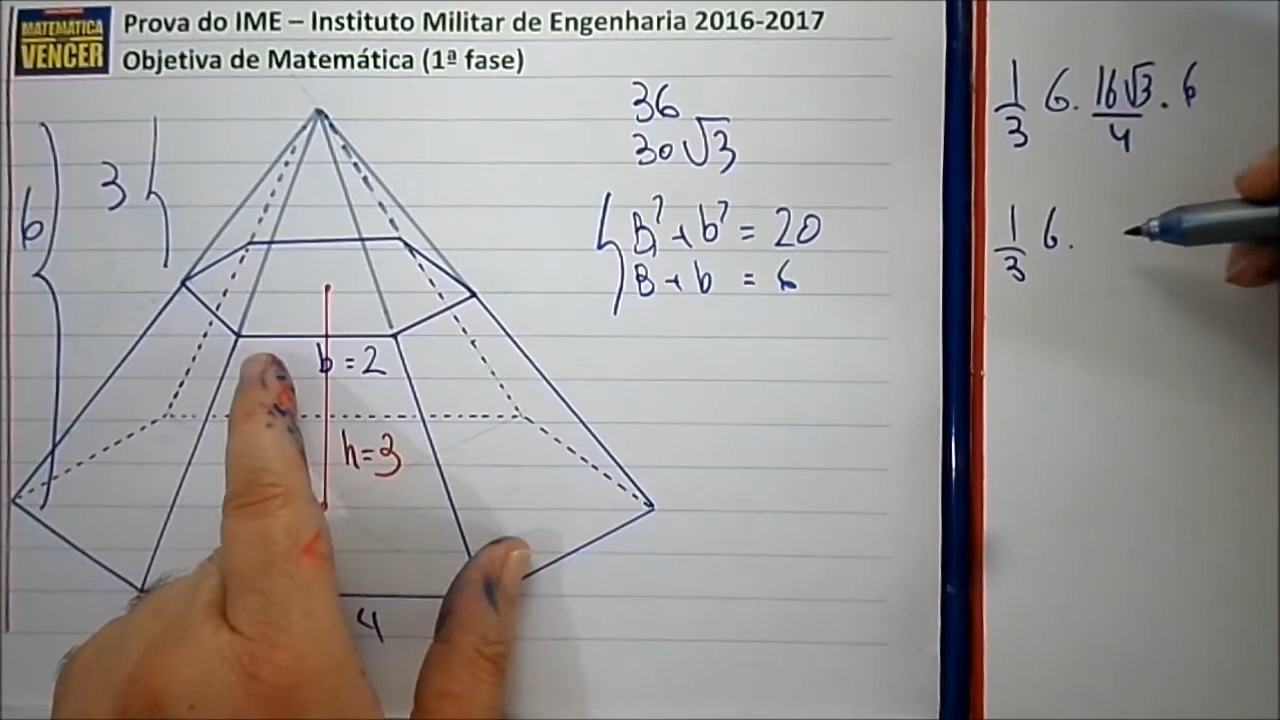 MATEMÁTICA
VENCER
Prova do IME – Instituto Militar de Engenharia 2016-2017
Objetiva de Matemática (1ª fase)
36
30√3
B² + b² = 20
B + b = 6
6
3
b = 2
h = 3
4
1/3 6 . 16√3/4 . 6
1/3 6 .